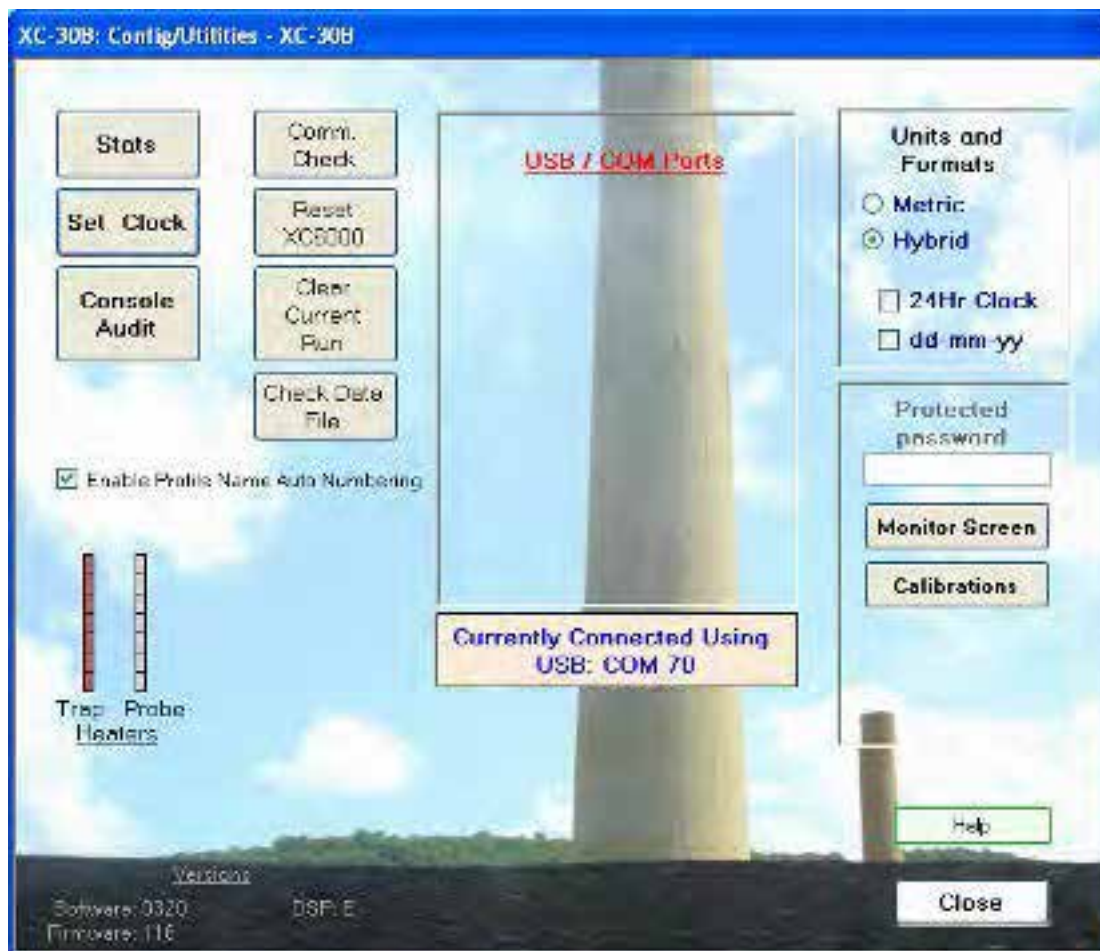 XC-30B: Config/Utilities - XC-30B
Stats
Comm.
Check
Set Clock
Reset
XC6000
Console
Audit
Clear
Current
Run
Check Data
File
Enable Profile Name Auto Numbering
Trap Probe
Heaters
USB / COM Ports
Currently Connected Using
USB: COM 70
Units and
Formats
Metric
Hybrid
24Hr Clock
dd-mm-yy
Protected
password
Monitor Screen
Calibrations
Help
Close
Versions
Software: 0320 DSP: E
Firmware: